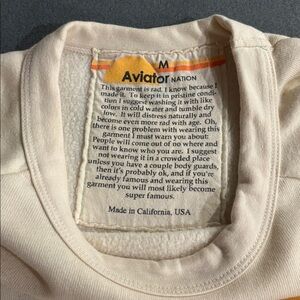 M
Aviator NATION
This garment is rad. I know because I
made it. To keep it in pristine condi-
tion I suggest washing it with like
colors in cold water and tumble dry
low. It will distress naturally and
become even more rad with age. Oh,
there is one problem with wearing this
garment I must warn you about:
People will come out of no where and
want to know who you are. I suggest
not wearing it in a crowded place
unless you have a couple body guards,
then it's probably ok, and if you're
already famous and wearing this
garment you will most likely become
super famous.
Made in California, USA